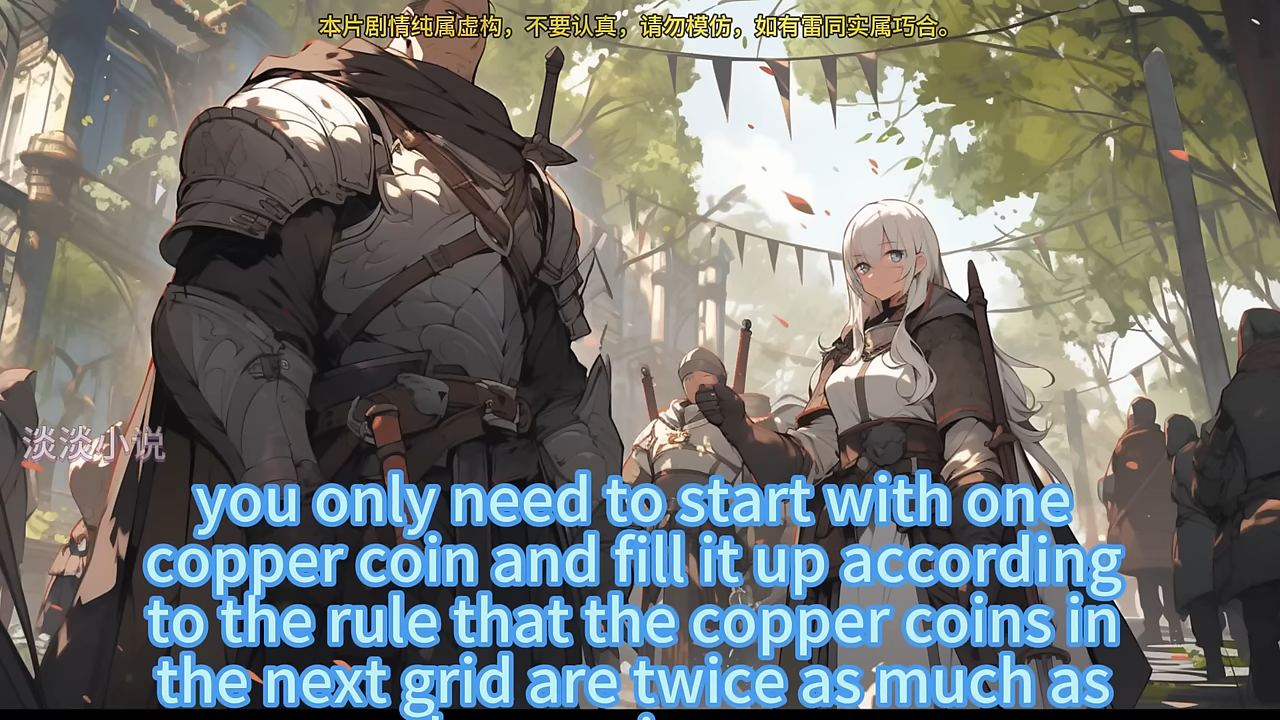 本片剧情纯属虚构，不要认真，请勿模仿，如有雷同实属巧合。
淡淡小说
you only need to start with one
copper coin and fill it up according
to the rule that the copper coins in
the next grid are twice as much as